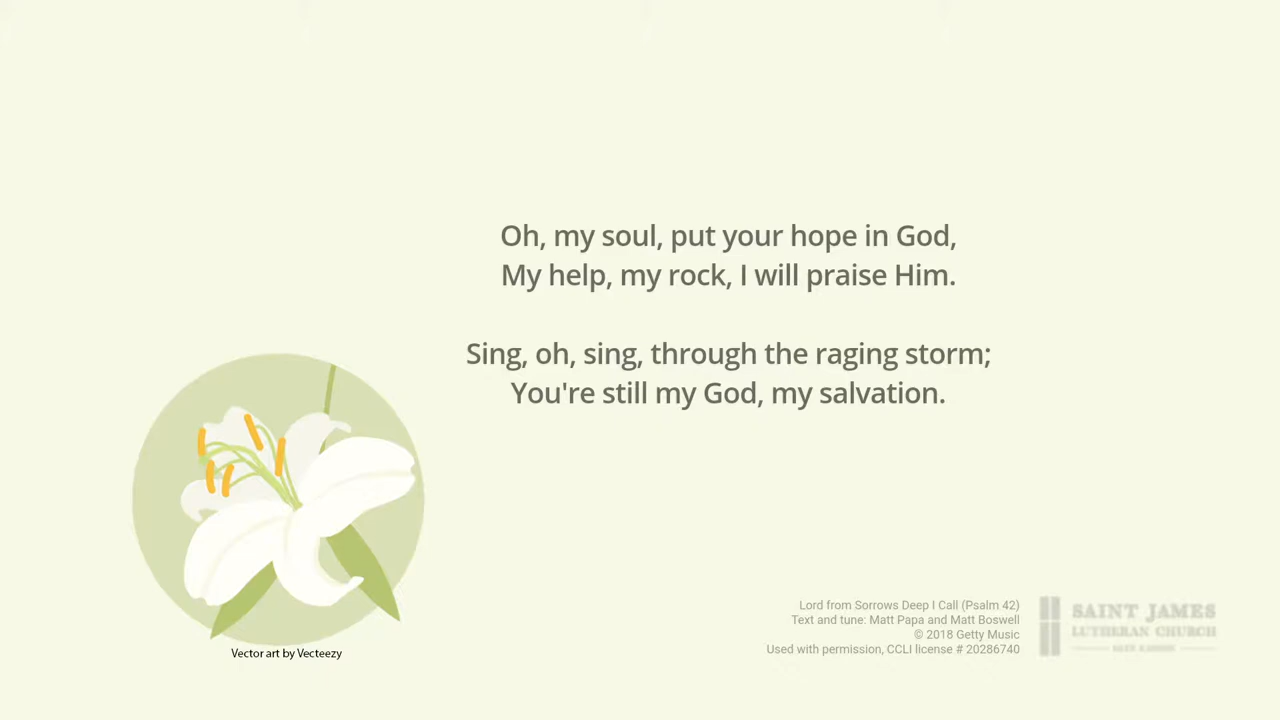 Oh, my soul, put your hope in God,
My help, my rock, I will praise Him.
Sing, oh, sing, through the raging storm;
You're still my God, my salvation.
Vector art by Vecteezy
Lord from Sorrows Deep I Call (Psalm 42)
Text and tune: Matt Papa and Matt Boswell
© 2018 Getty Music
Used with permission, CCLI license # 20286740
SAINT JAMES
LUTHERAN CHURCH